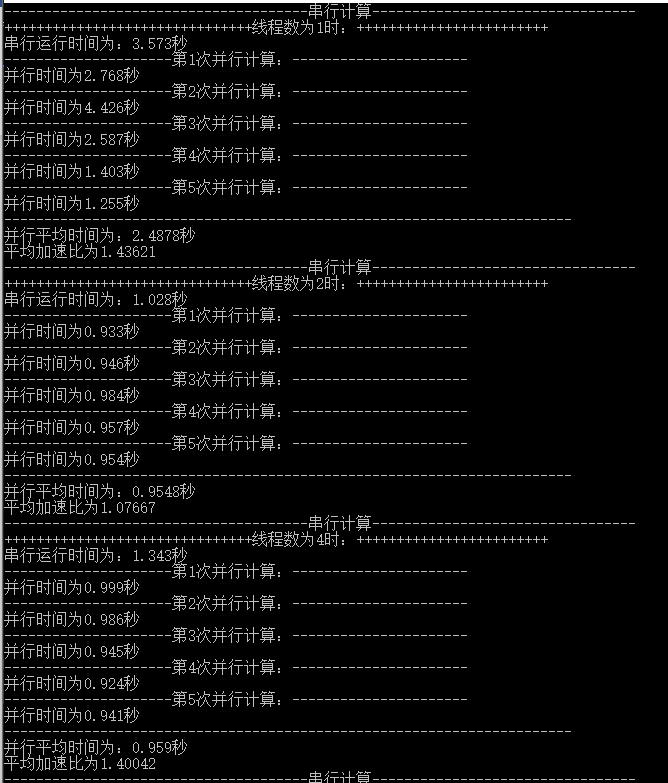 --------------------------------------串行计算---------------------------------
+++++++++++++++++++++++++++++++线程数为1时：++++++++++++++++++++++++
串行运行时间为：3.573秒
---------------------第1次并行计算：----------------------
并行时间为2.768秒
---------------------第2次并行计算：----------------------
并行时间为4.426秒
---------------------第3次并行计算：----------------------
并行时间为2.587秒
---------------------第4次并行计算：----------------------
并行时间为1.403秒
---------------------第5次并行计算：----------------------
并行时间为1.255秒
-----------------------------------------------------------------------
并行平均时间为：2.4878秒
平均加速比为1.43621
--------------------------------------串行计算---------------------------------
+++++++++++++++++++++++++++++++线程数为2时：++++++++++++++++++++++++
串行运行时间为：1.028秒
---------------------第1次并行计算：----------------------
并行时间为0.933秒
---------------------第2次并行计算：----------------------
并行时间为0.946秒
---------------------第3次并行计算：----------------------
并行时间为0.984秒
---------------------第4次并行计算：----------------------
并行时间为0.957秒
---------------------第5次并行计算：----------------------
并行时间为0.954秒
-----------------------------------------------------------------------
并行平均时间为：0.9548秒
平均加速比为1.07667
--------------------------------------串行计算---------------------------------
+++++++++++++++++++++++++++++++线程数为4时：++++++++++++++++++++++++
串行运行时间为：1.343秒
---------------------第1次并行计算：----------------------
并行时间为0.999秒
---------------------第2次并行计算：----------------------
并行时间为0.986秒
---------------------第3次并行计算：----------------------
并行时间为0.945秒
---------------------第4次并行计算：----------------------
并行时间为0.924秒
---------------------第5次并行计算：----------------------
并行时间为0.941秒
-----------------------------------------------------------------------
并行平均时间为：0.959秒
平均加速比为1.40042
--------------------------------------串行计算---------------------------------